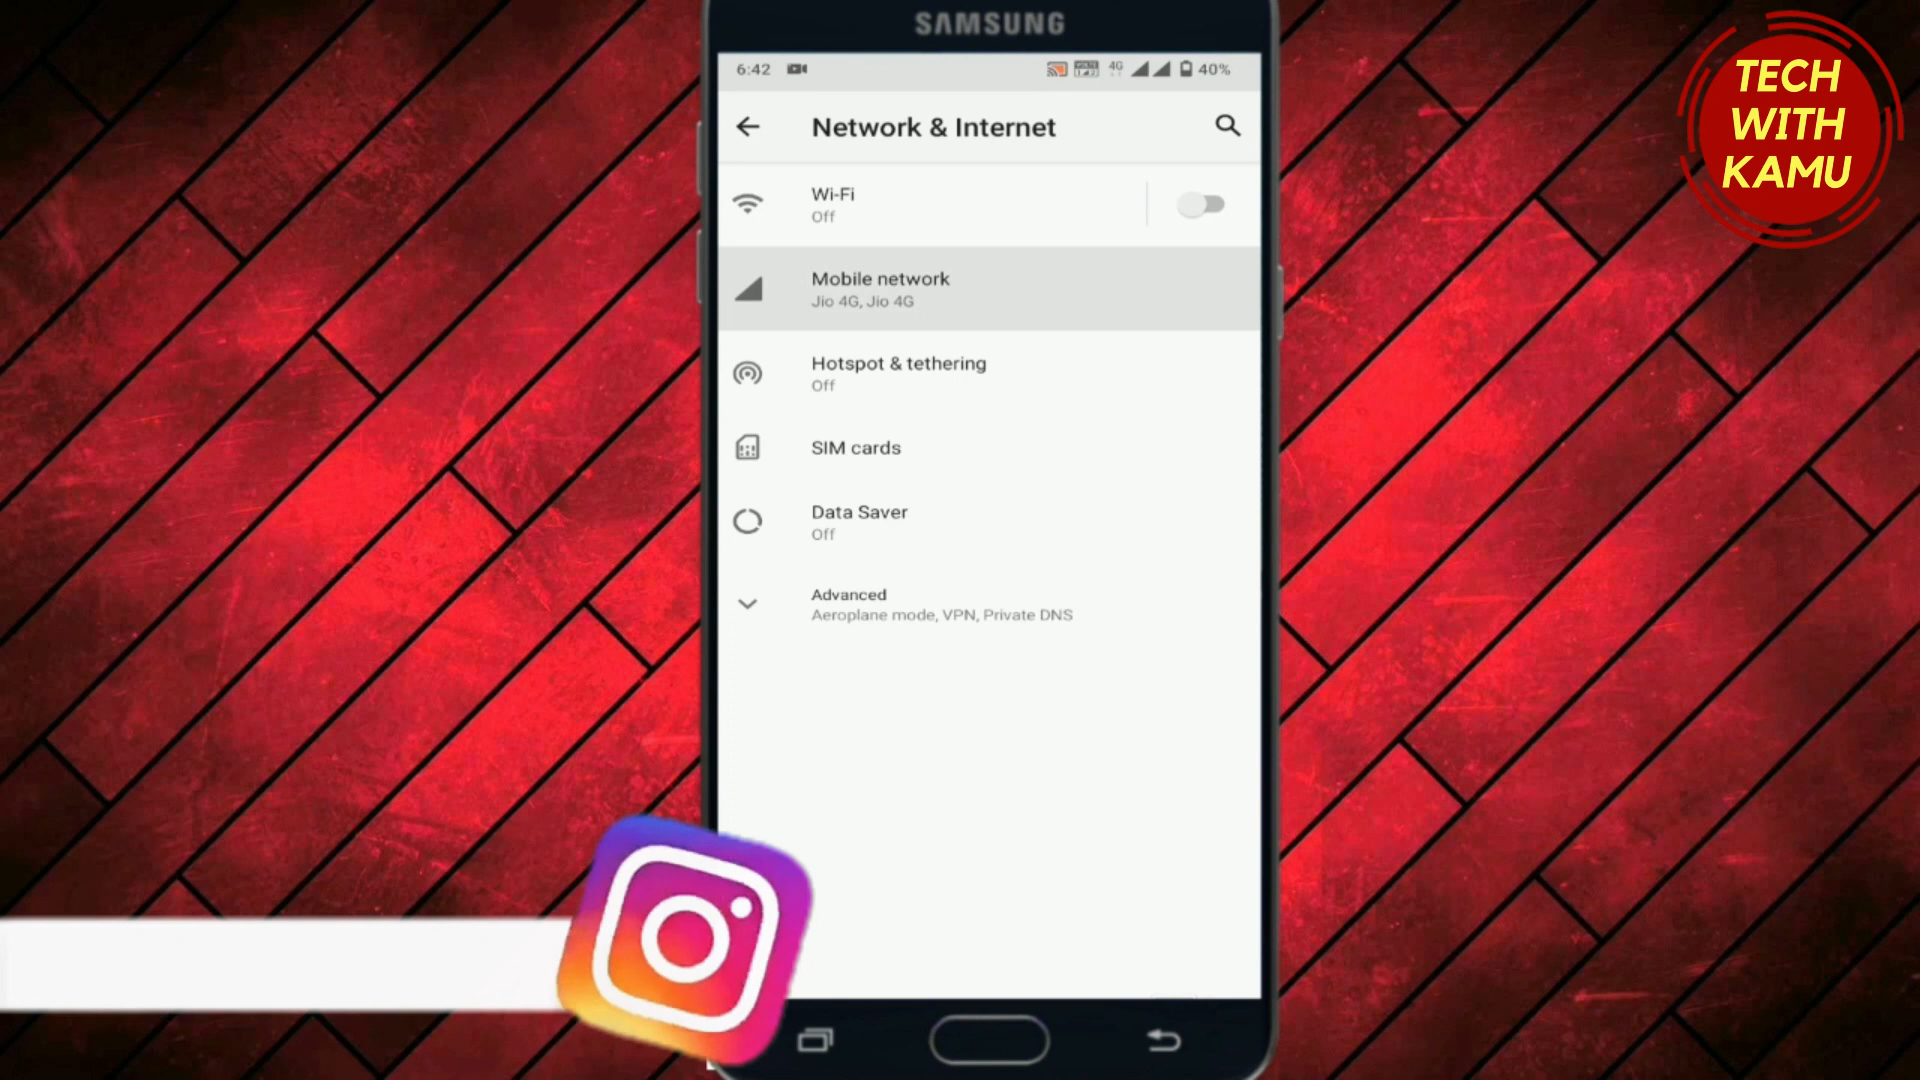 SAMSUNG
6:42
4G
40%
Network & Internet
Wi-Fi
Off
Mobile network
Jio 4G, Jio 4G
Hotspot & tethering
Off
SIM cards
Data Saver
Off
Advanced
Aeroplane mode, VPN, Private DNS
TECH
WITH
KAMU